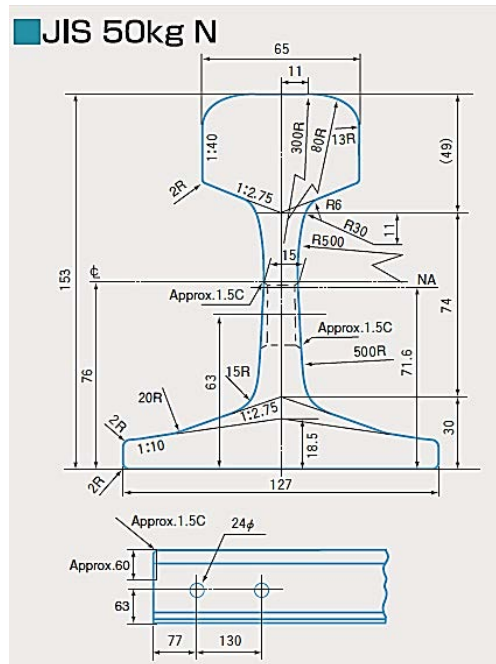 JIS 50kg N
65
11
300R
80R
13R
1:40
(49)
2R
1:2.75
R6
R30
11
R500
153
15
℄
NA
Approx.1.5C
74
Approx.1.5C
76
63
15R
500R
71.6
20R
1:2.75
2R
1:10
18.5
30
2R
127
Approx.1.5C
24φ
Approx.60
63
77
130